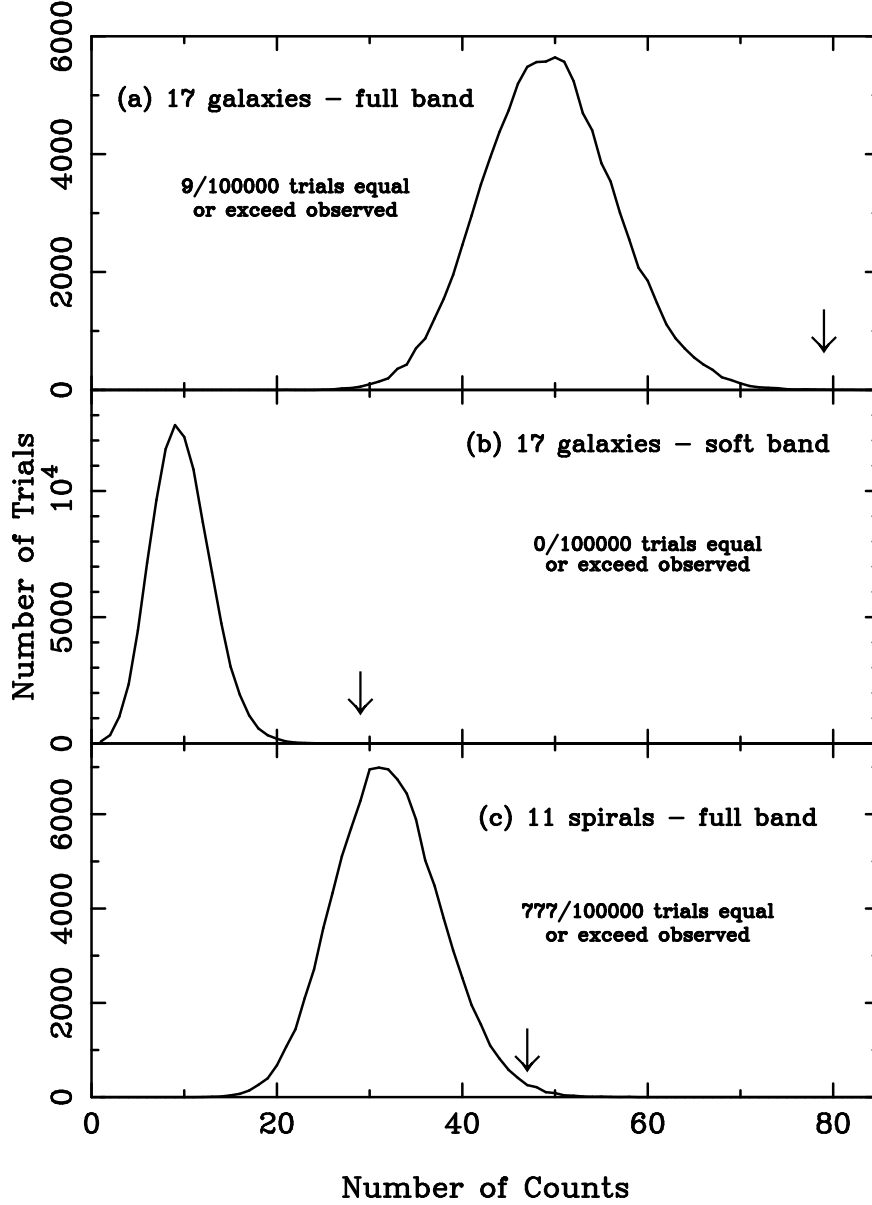 6000
(a) 17 galaxies − full band
4000
9/100000 trials equal
or exceed observed
2000
0
(b) 17 galaxies − soft band
10⁴
0/100000 trials equal
or exceed observed
5000
0
Number of Trials
6000
(c) 11 spirals − full band
4000
777/100000 trials equal
or exceed observed
2000
0
0 20 40 60 80
Number of Counts